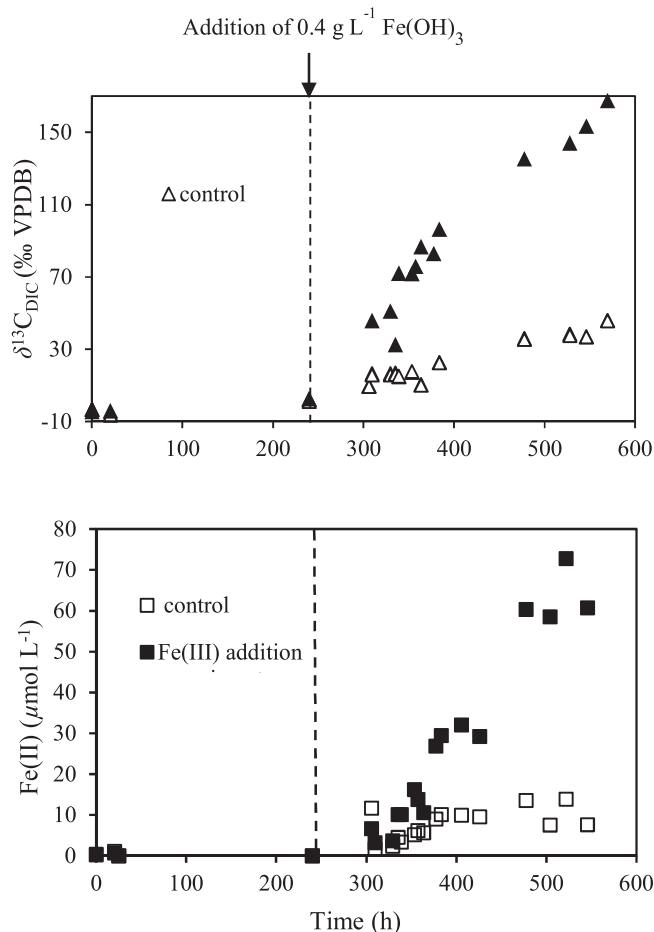 Addition of 0.4 g L⁻¹ Fe(OH)₃
150
110
70
30
-10
δ¹³C_DIC (‰ VPDB)
△ control
0 100 200 300 400 500 600
80
70
60
50
40
30
20
10
0
Fe(II) (µmol L⁻¹)
□ control
■ Fe(III) addition
0 100 200 300 400 500 600
Time (h)